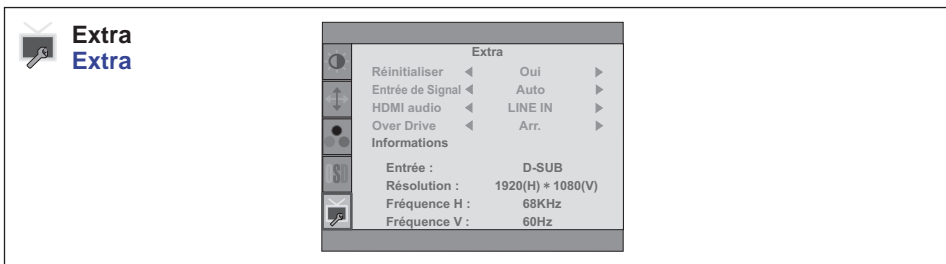 Extra
Extra
Extra
Réinitialiser Oui
Entrée de Signal Auto
HDMI audio LINE IN
Over Drive Arr.
Informations
Entrée : D-SUB
Résolution : 1920(H) * 1080(V)
Fréquence H : 68KHz
Fréquence V : 60Hz
OSD